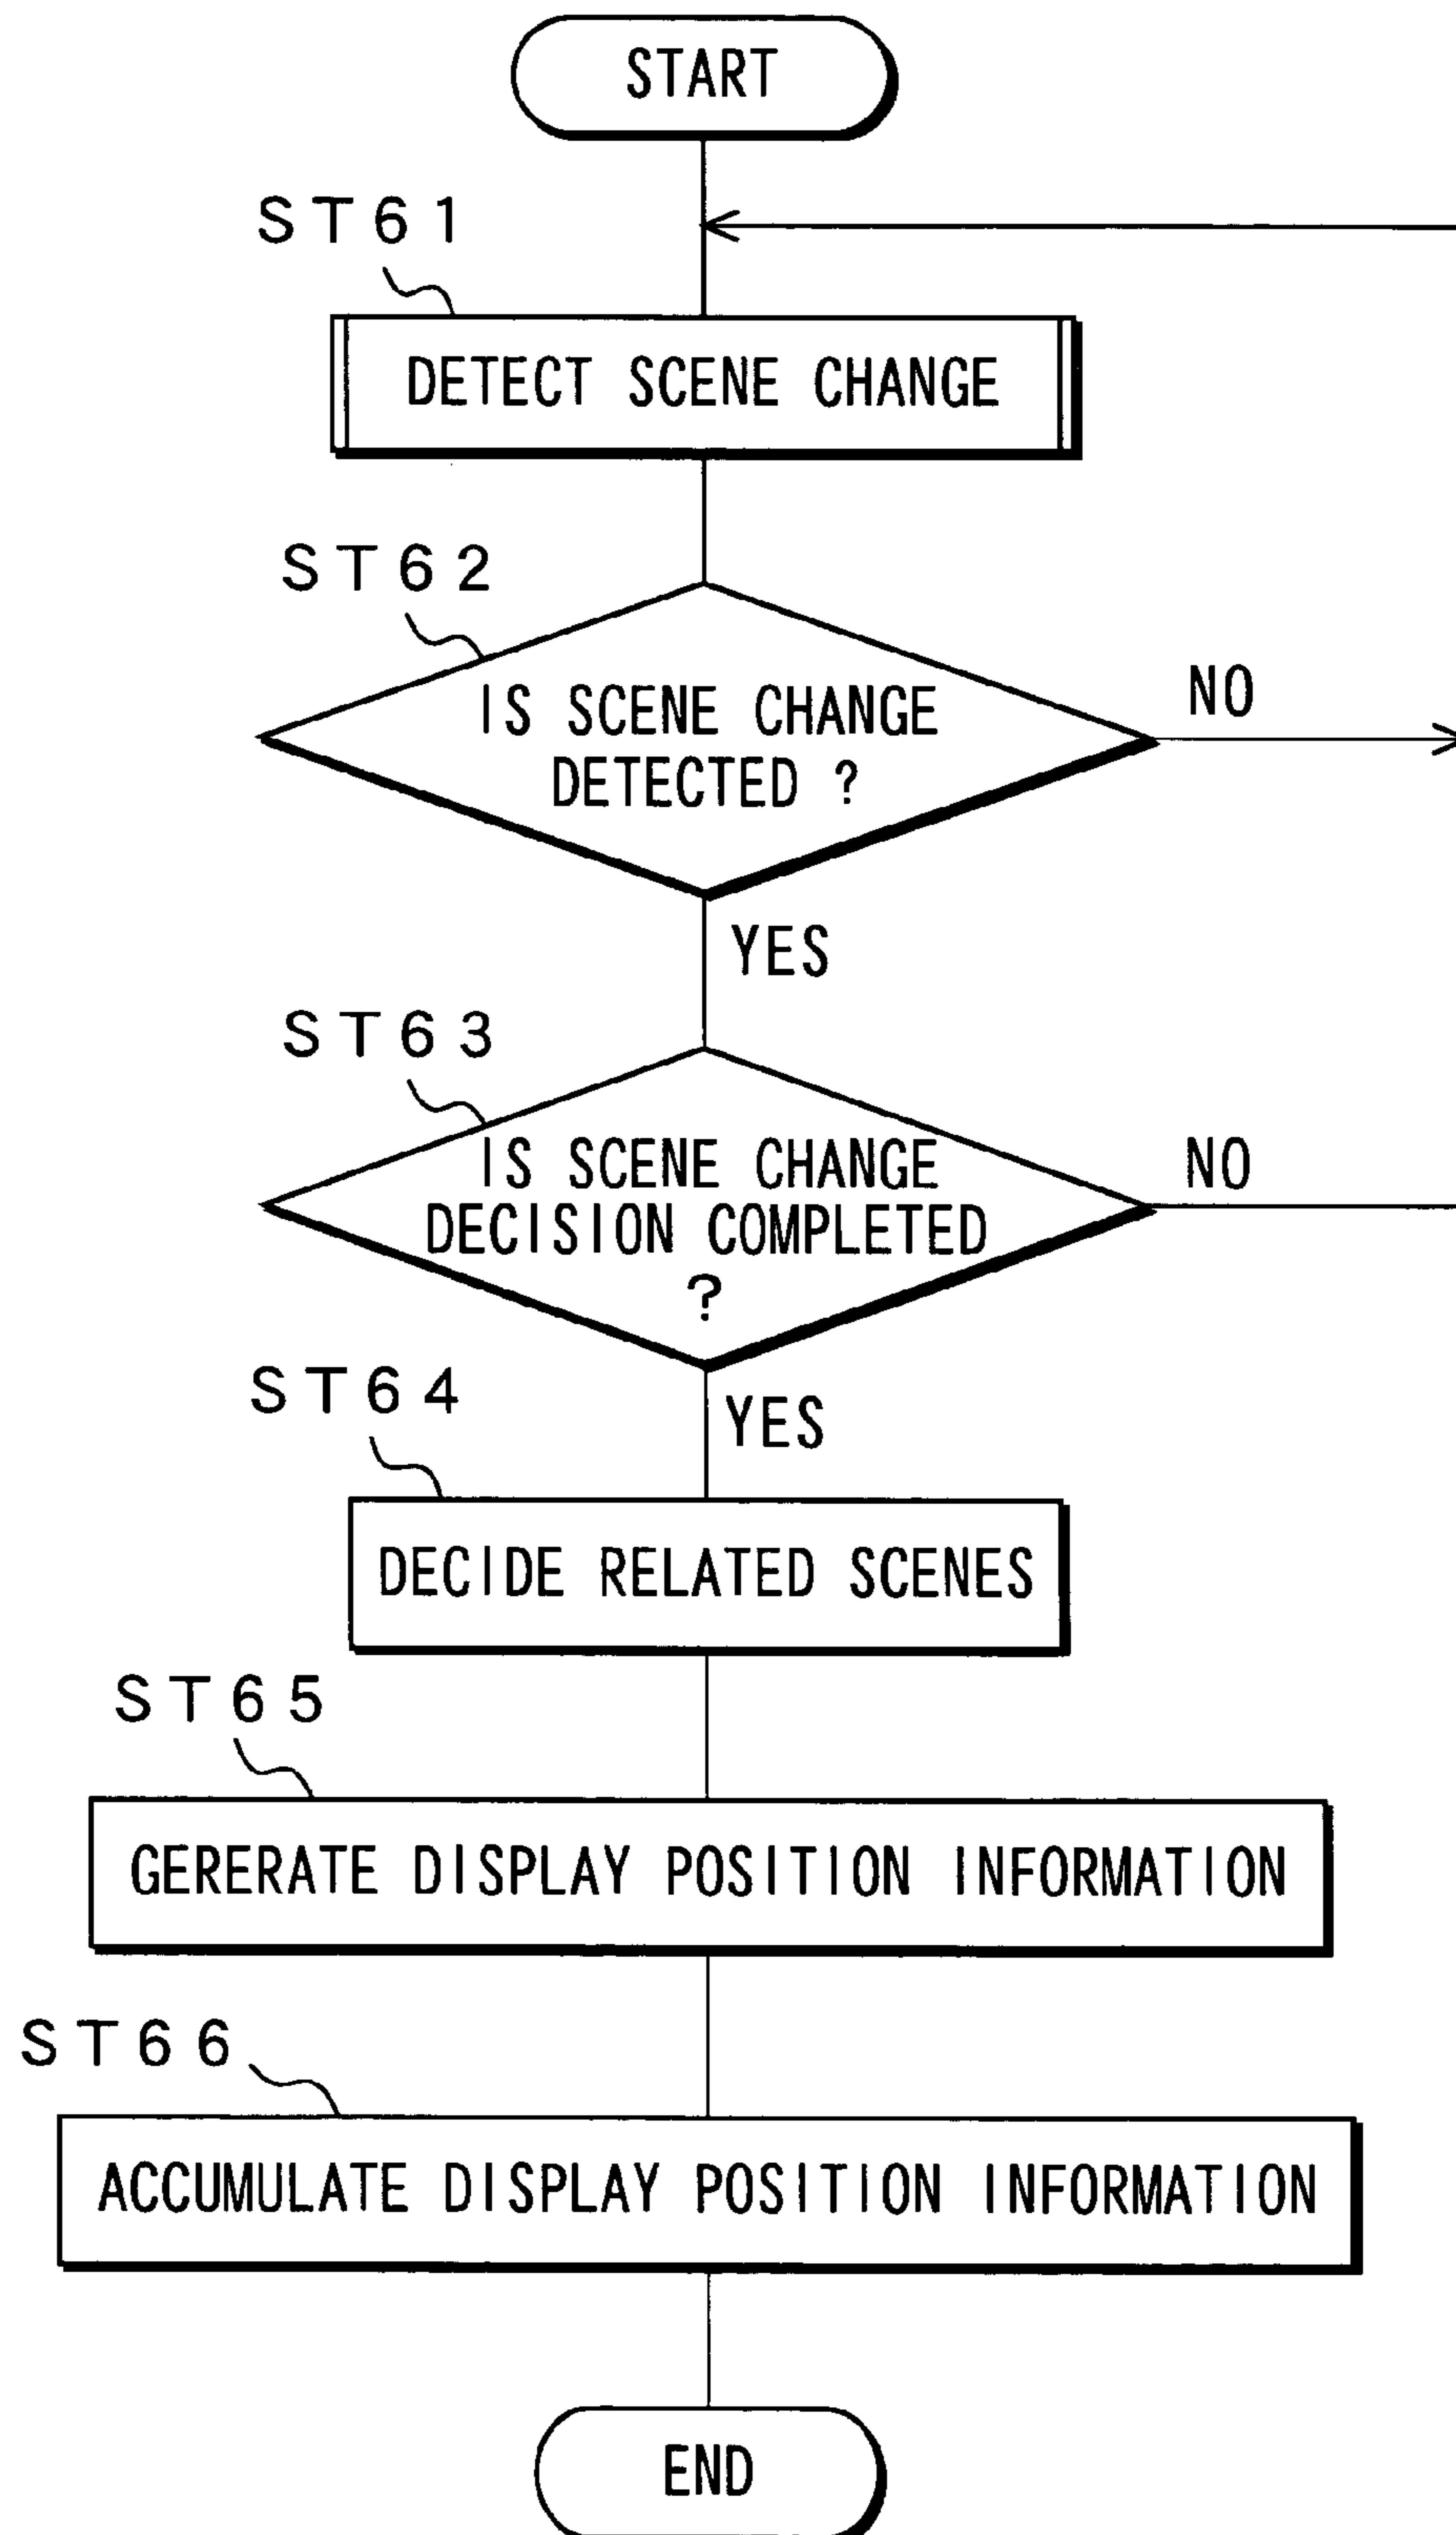 START
ST61
DETECT SCENE CHANGE
ST62
IS SCENE CHANGE
DETECTED ?
NO
YES
ST63
IS SCENE CHANGE
DECISION COMPLETED
?
NO
YES
ST64
DECIDE RELATED SCENES
ST65
GERERATE DISPLAY POSITION INFORMATION
ST66
ACCUMULATE DISPLAY POSITION INFORMATION
END